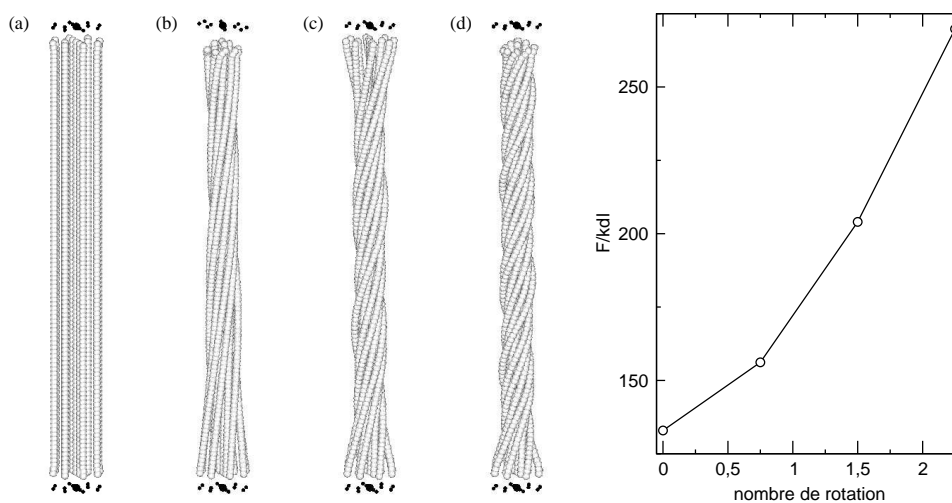 (a)
(b)
(c)
(d)
250
200
150
F/kdl
0
0,5
1
1,5
2
nombre de rotation